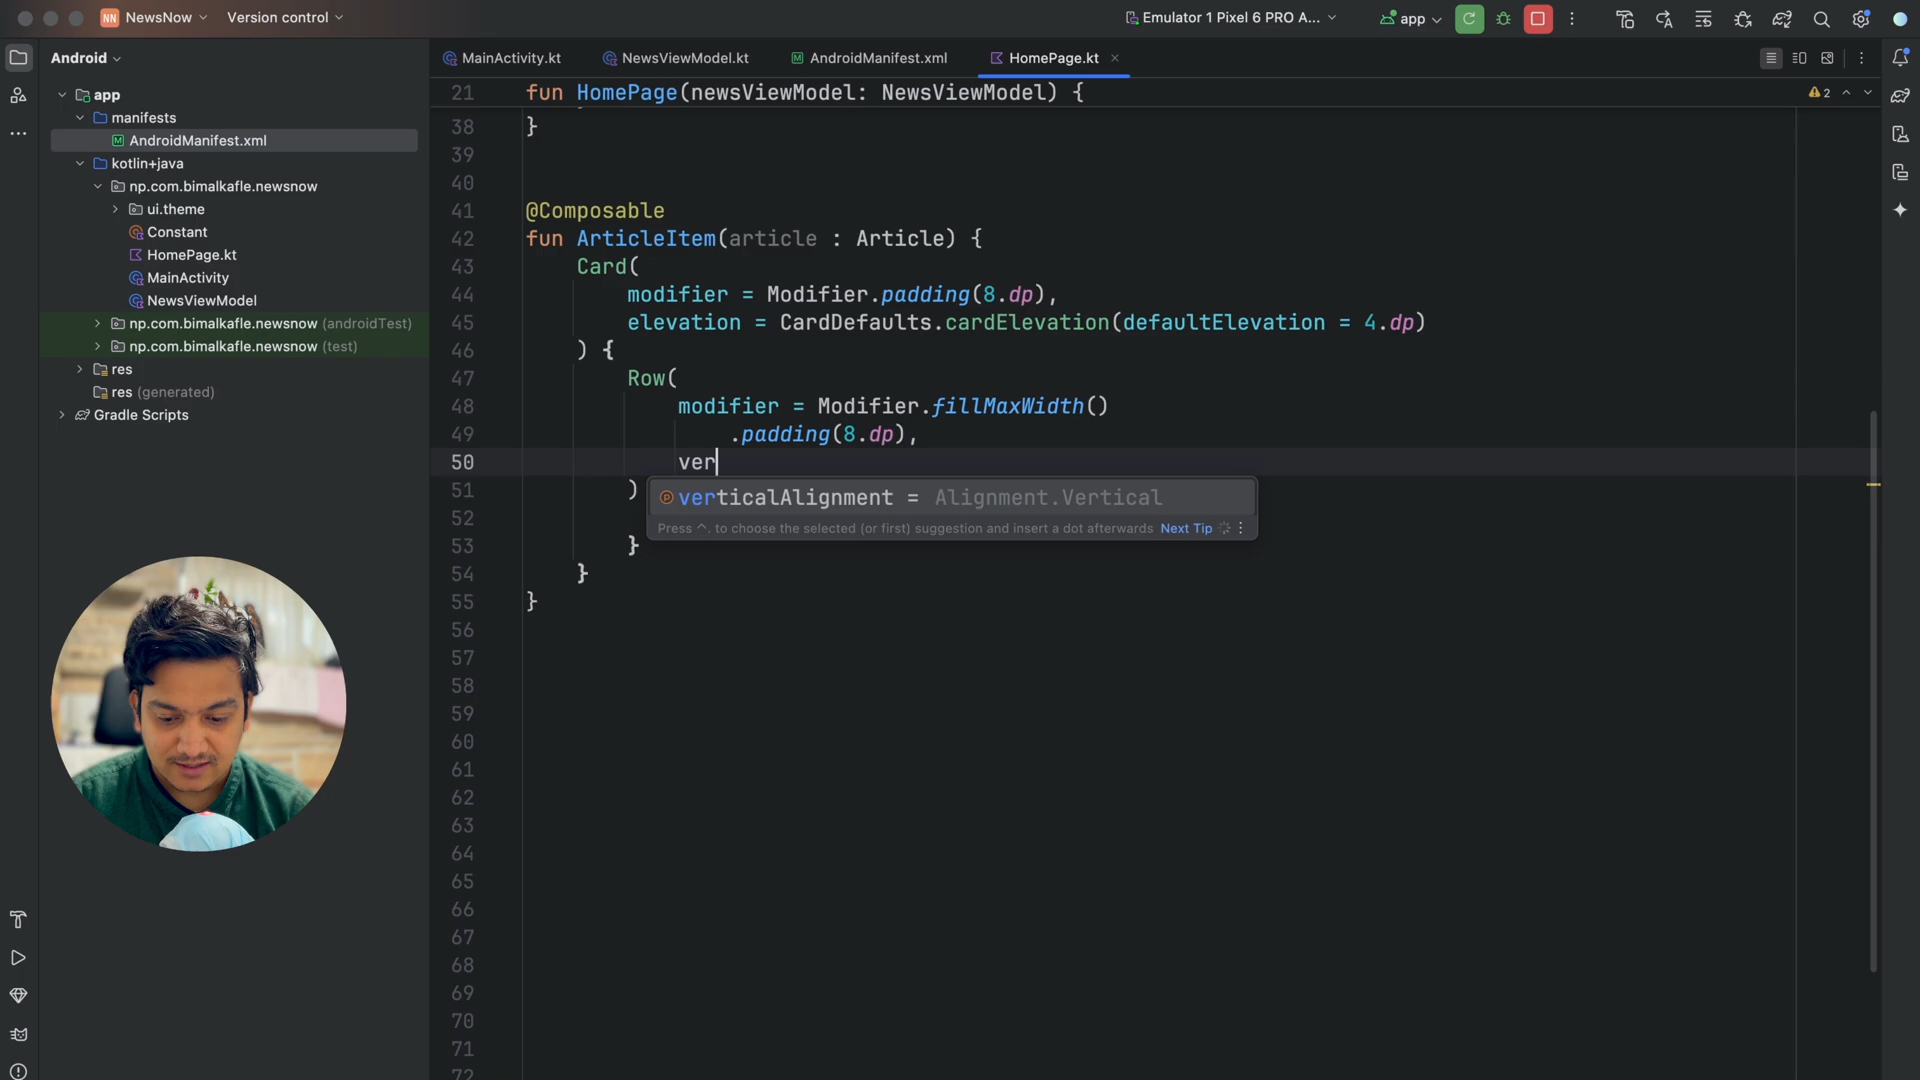 NN NewsNow Version control Emulator 1 Pixel 6 PRO A... app
Android
MainActivity.kt NewsViewModel.kt AndroidManifest.xml HomePage.kt
app
manifests
AndroidManifest.xml
kotlin+java
np.com.bimalkafle.newsnow
ui.theme
Constant
HomePage.kt
MainActivity
NewsViewModel
np.com.bimalkafle.newsnow (androidTest)
np.com.bimalkafle.newsnow (test)
res
res (generated)
Gradle Scripts
21 fun HomePage(newsViewModel: NewsViewModel) { 2
38 }
39
40
41 @Composable
42 fun ArticleItem(article : Article) {
43 Card(
44 modifier = Modifier.padding(8.dp),
45 elevation = CardDefaults.cardElevation(defaultElevation = 4.dp)
46 ) {
47 Row(
48 modifier = Modifier.fillMaxWidth()
49 .padding(8.dp),
50 ver
verticalAlignment = Alignment.Vertical
Press ^. to choose the selected (or first) suggestion and insert a dot afterwards Next Tip
51 )
52
53 }
54 }
55 }
56
57
58
59
60
61
62
63
64
65
66
67
68
69
70
71
72